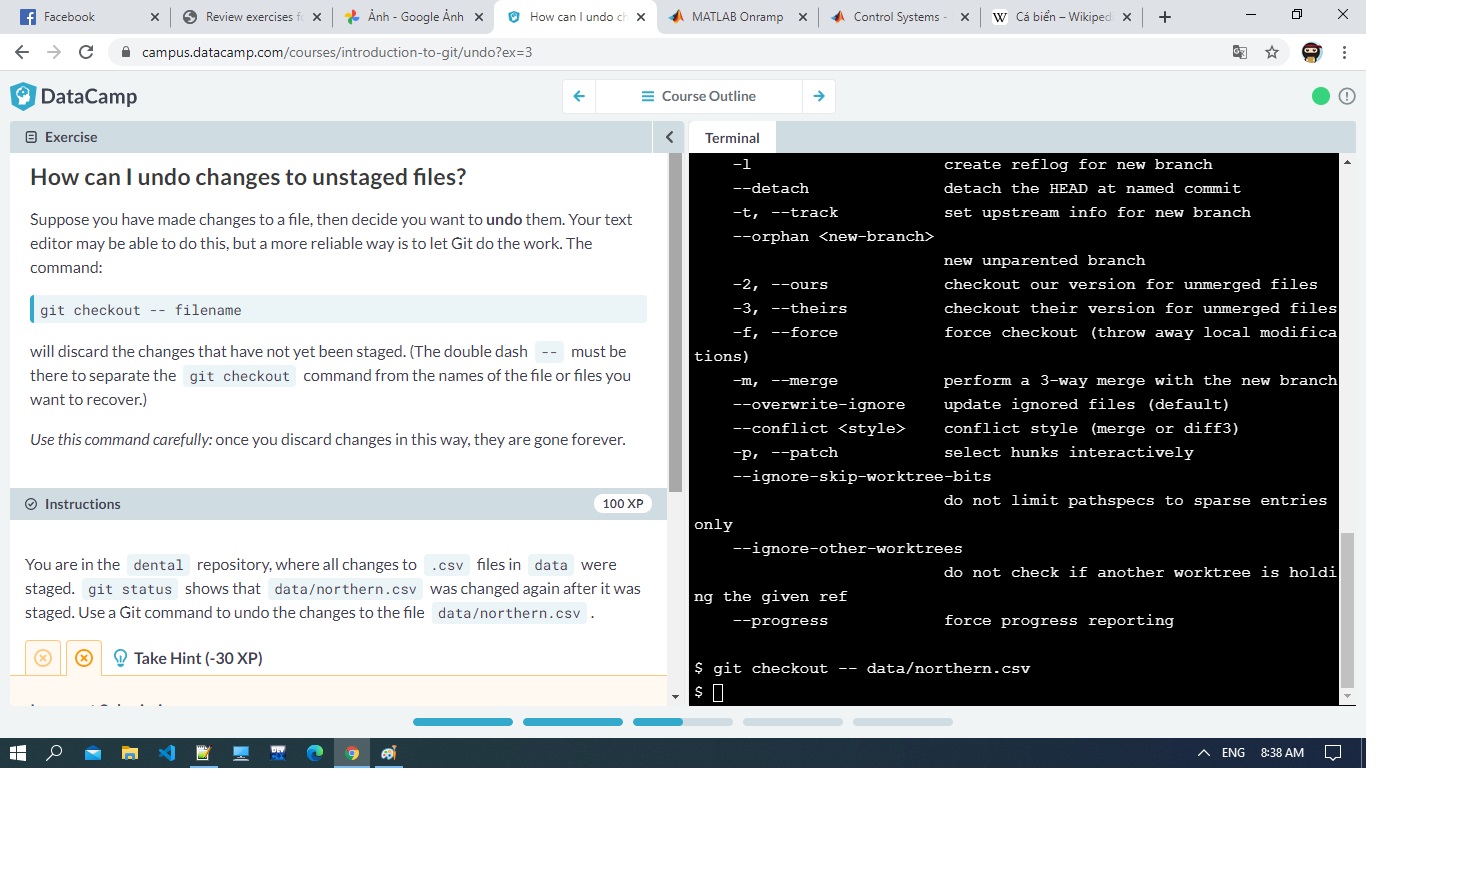 Facebook
Review exercises f
Ảnh - Google Ảnh
How can I undo ch
MATLAB Onramp
Control Systems -
W Cá biển – Wikiped
campus.datacamp.com/courses/introduction-to-git/undo?ex=3
DataCamp
Course Outline
Exercise
How can I undo changes to unstaged files?
Suppose you have made changes to a file, then decide you want to undo them. Your text
editor may be able to do this, but a more reliable way is to let Git do the work. The
command:
git checkout -- filename
will discard the changes that have not yet been staged. (The double dash -- must be
there to separate the git checkout command from the names of the file or files you
want to recover.)
Use this command carefully: once you discard changes in this way, they are gone forever.
Instructions
100 XP
You are in the dental repository, where all changes to .csv files in data were
staged. git status shows that data/northern.csv was changed again after it was
staged. Use a Git command to undo the changes to the file data/northern.csv .
Take Hint (-30 XP)
Terminal
-l create reflog for new branch
--detach detach the HEAD at named commit
-t, --track set upstream info for new branch
--orphan <new-branch>
new unparented branch
-2, --ours checkout our version for unmerged files
-3, --theirs checkout their version for unmerged files
-f, --force force checkout (throw away local modifica
tions)
-m, --merge perform a 3-way merge with the new branch
--overwrite-ignore update ignored files (default)
--conflict <style> conflict style (merge or diff3)
-p, --patch select hunks interactively
--ignore-skip-worktree-bits
do not limit pathspecs to sparse entries
only
--ignore-other-worktrees
do not check if another worktree is holdi
ng the given ref
--progress force progress reporting
$ git checkout -- data/northern.csv
$
DEV
ENG
8:38 AM